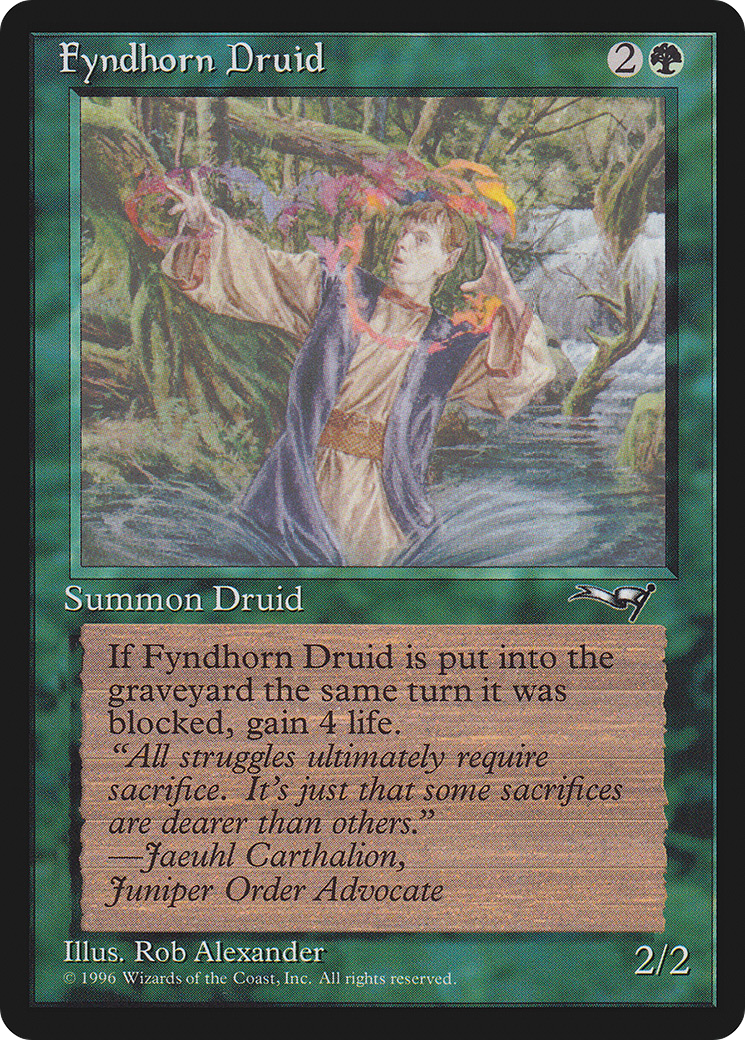 Fyndhorn Druid 2
Summon Druid
If Fyndhorn Druid is put into the
graveyard the same turn it was
blocked, gain 4 life.
“All struggles ultimately require
sacrifice. It's just that some sacrifices
are dearer than others.”
—Jaeuhl Carthalion,
Juniper Order Advocate
Illus. Rob Alexander
2/2
© 1996 Wizards of the Coast, Inc. All rights reserved.